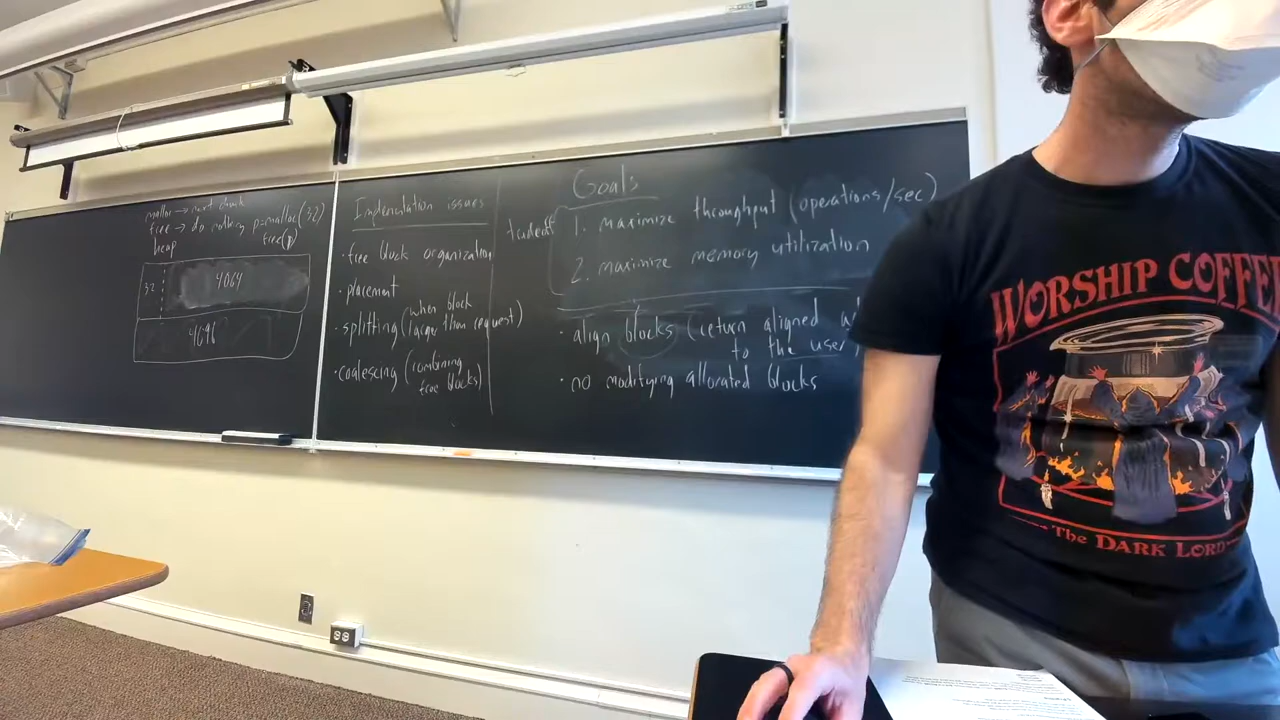 malloc → next chunk
free → do nothing p=malloc(32)
free(p)
heap
32
4064
4096
Implementation issues
• free block organization
• placement
• splitting (when block
large than request)
• coalescing (combining
free blocks)
Goals
tradeoff
1. maximize throughput (operations/sec)
2. maximize memory utilization
• align blocks (return aligned
to the user)
• no modifying allocated blocks
WORSHIP COFFEE
The DARK LORD